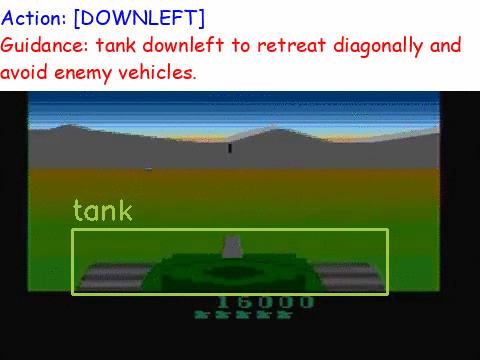 Action: [DOWNLEFT]
Guidance: tank downleft to retreat diagonally and
avoid enemy vehicles.
tank
16000